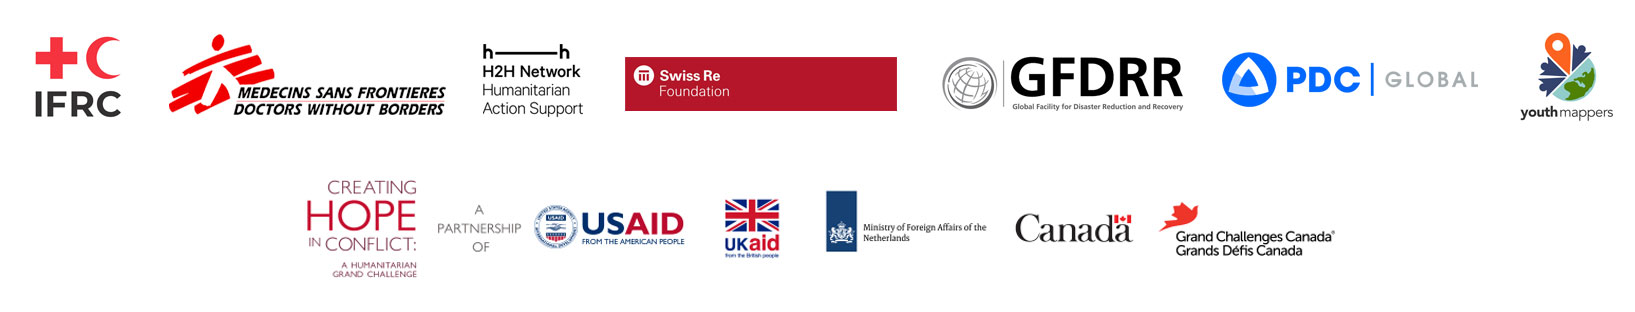 IFRC
MEDECINS SANS FRONTIERES
DOCTORS WITHOUT BORDERS
h h
H2H Network
Humanitarian
Action Support
Swiss Re
Foundation
GFDRR
Global Facility for Disaster Reduction and Recovery
PDC | GLOBAL
youthmappers
CREATING
HOPE
IN CONFLICT:
A HUMANITARIAN
GRAND CHALLENGE
A
PARTNERSHIP
OF
USAID
USAID
FROM THE AMERICAN PEOPLE
UKaid
from the British people
Ministry of Foreign Affairs of the
Netherlands
Canada
Grand Challenges Canada®
Grands Défis Canada